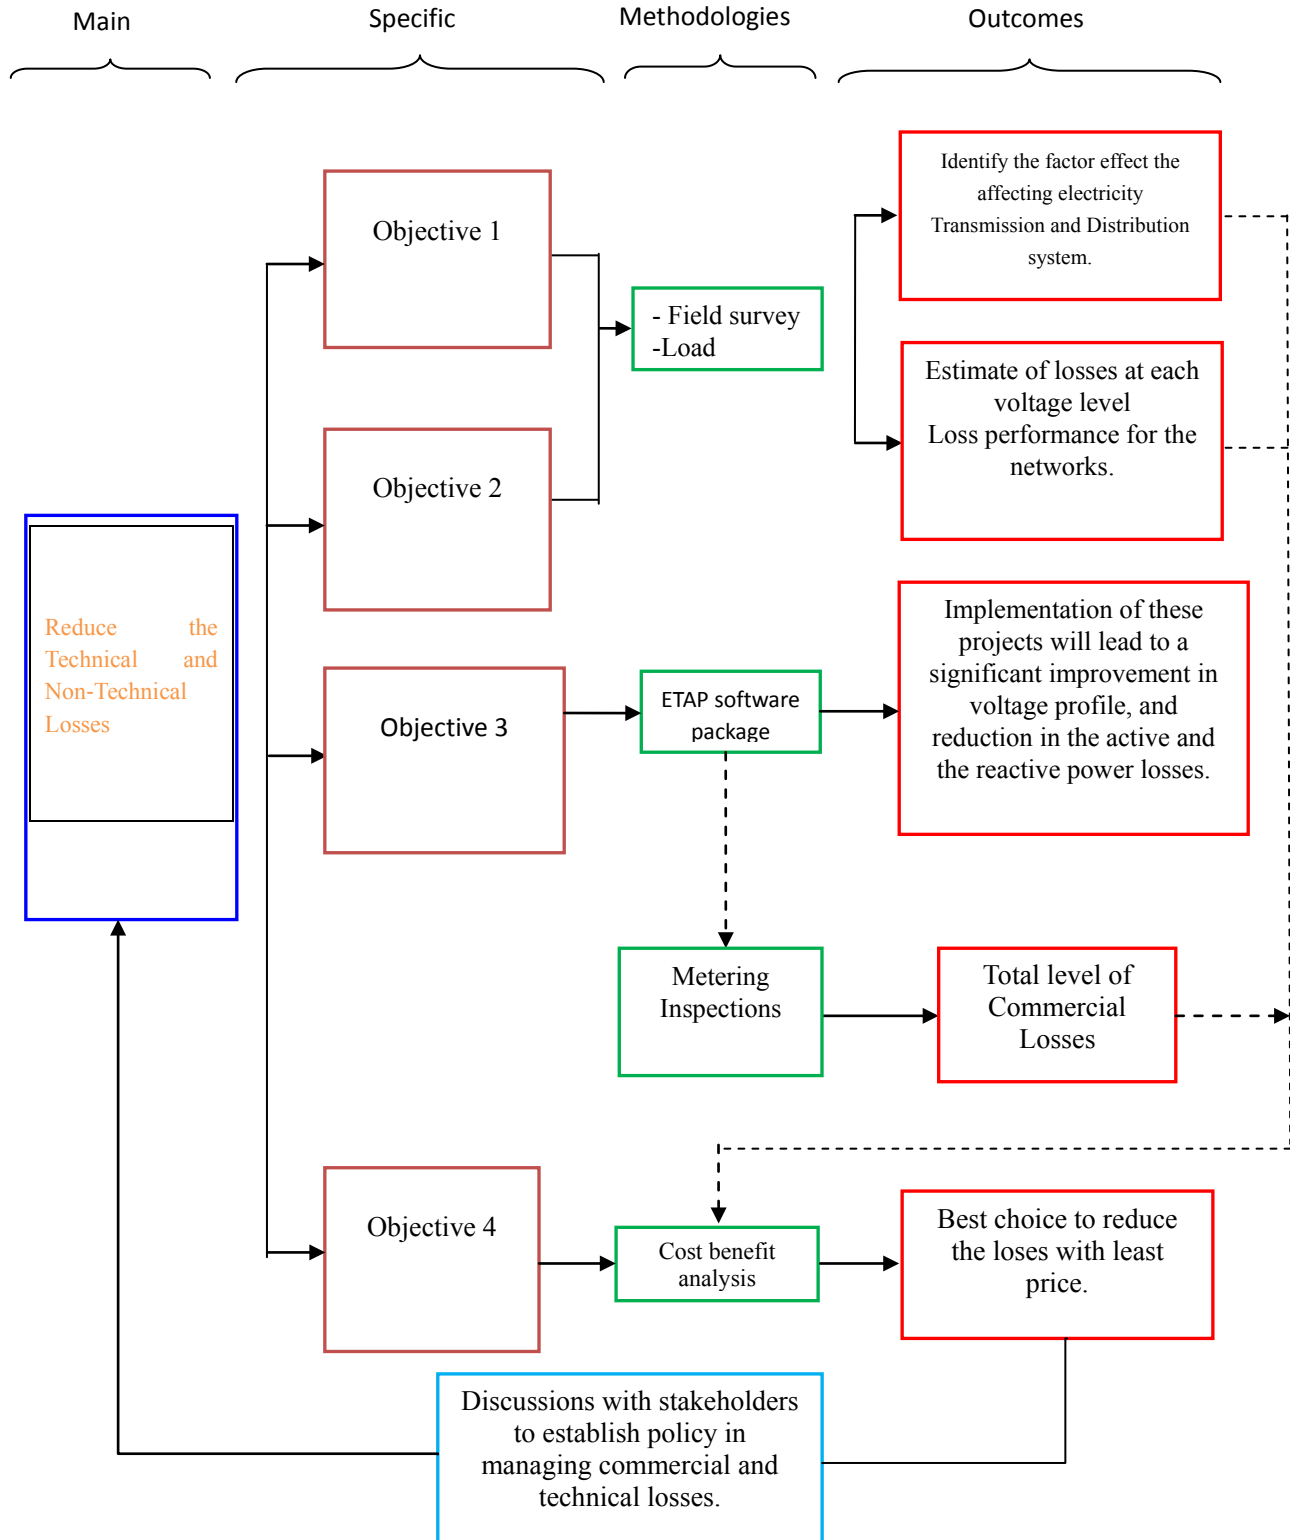 Main
Specific
Methodologies
Outcomes
Identify the factor effect the
affecting electricity
Transmission and Distribution
system.
Objective 1
- Field survey
-Load
Estimate of losses at each
voltage level
Loss performance for the
networks.
Objective 2
Reduce the
Technical and
Non-Technical
Losses
Objective 3
ETAP software
package
Implementation of these
projects will lead to a
significant improvement in
voltage profile, and
reduction in the active and
the reactive power losses.
Metering
Inspections
Total level of
Commercial
Losses
Objective 4
Cost benefit
analysis
Best choice to reduce
the loses with least
price.
Discussions with stakeholders
to establish policy in
managing commercial and
technical losses.